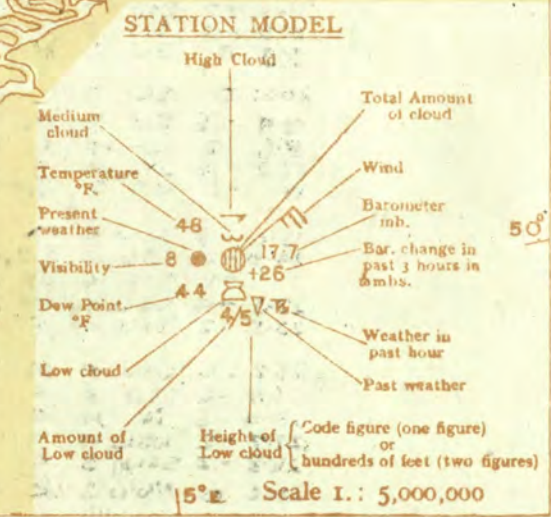 STATION MODEL
High Cloud
Medium
cloud
Total Amount
of cloud
Temperature
°F.
Wind
Present
weather
48
Barometer
mb.
50°
Visibility
8
17 7
+26
Bar. change in
past 3 hours in
Dew Point
°F
44
4/5
Weather in
past hour
Low cloud
Past weather
Amount of
Low cloud
Height of
Low cloud
Code figure (one figure)
or
hundreds of feet (two figures)
5°E
Scale 1.: 5,000,000